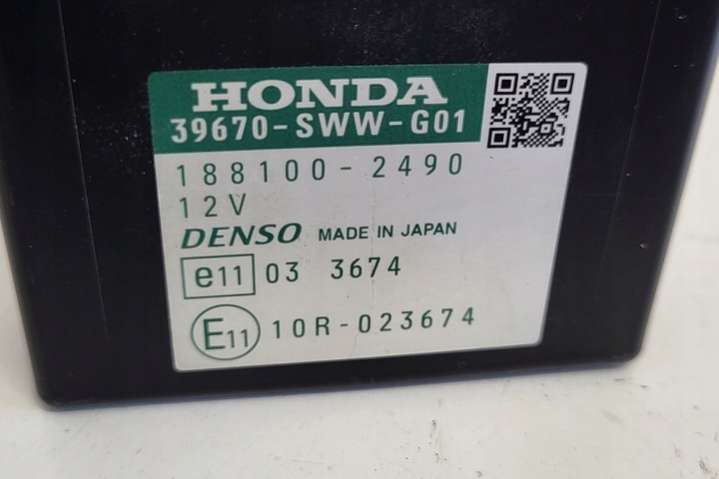 HONDA
39670-SWW-G01
188100-2490
12V
DENSO MADE IN JAPAN
e11 03 3674
E11 10R-023674